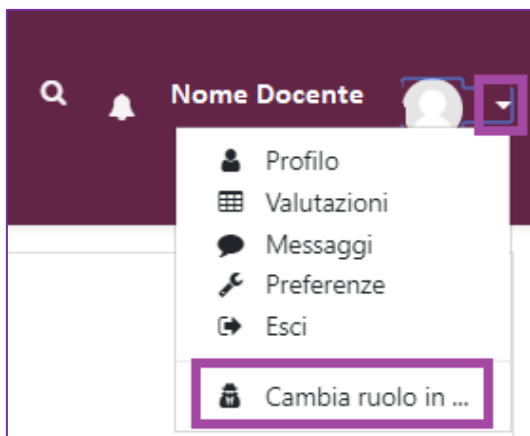 Nome Docente
Profilo
Valutazioni
Messaggi
Preferenze
Esci
Cambia ruolo in ...